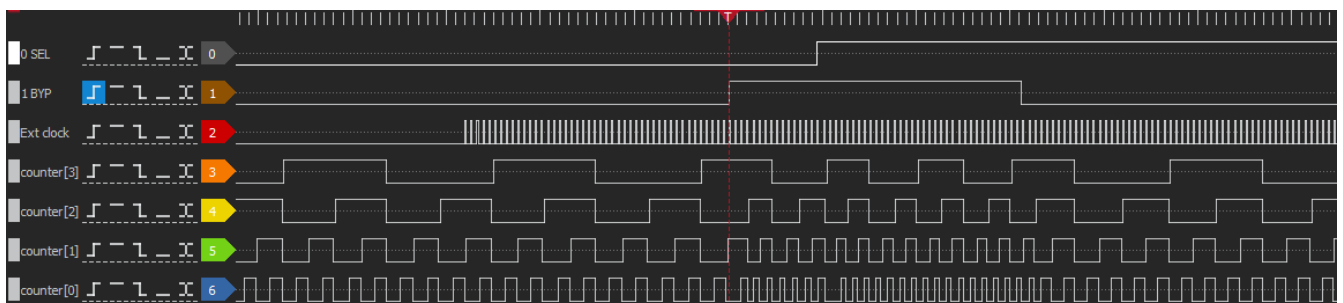 T
0 SEL 0
1 BYP 1
Ext clock 2
counter[3] 3
counter[2] 4
counter[1] 5
counter[0] 6